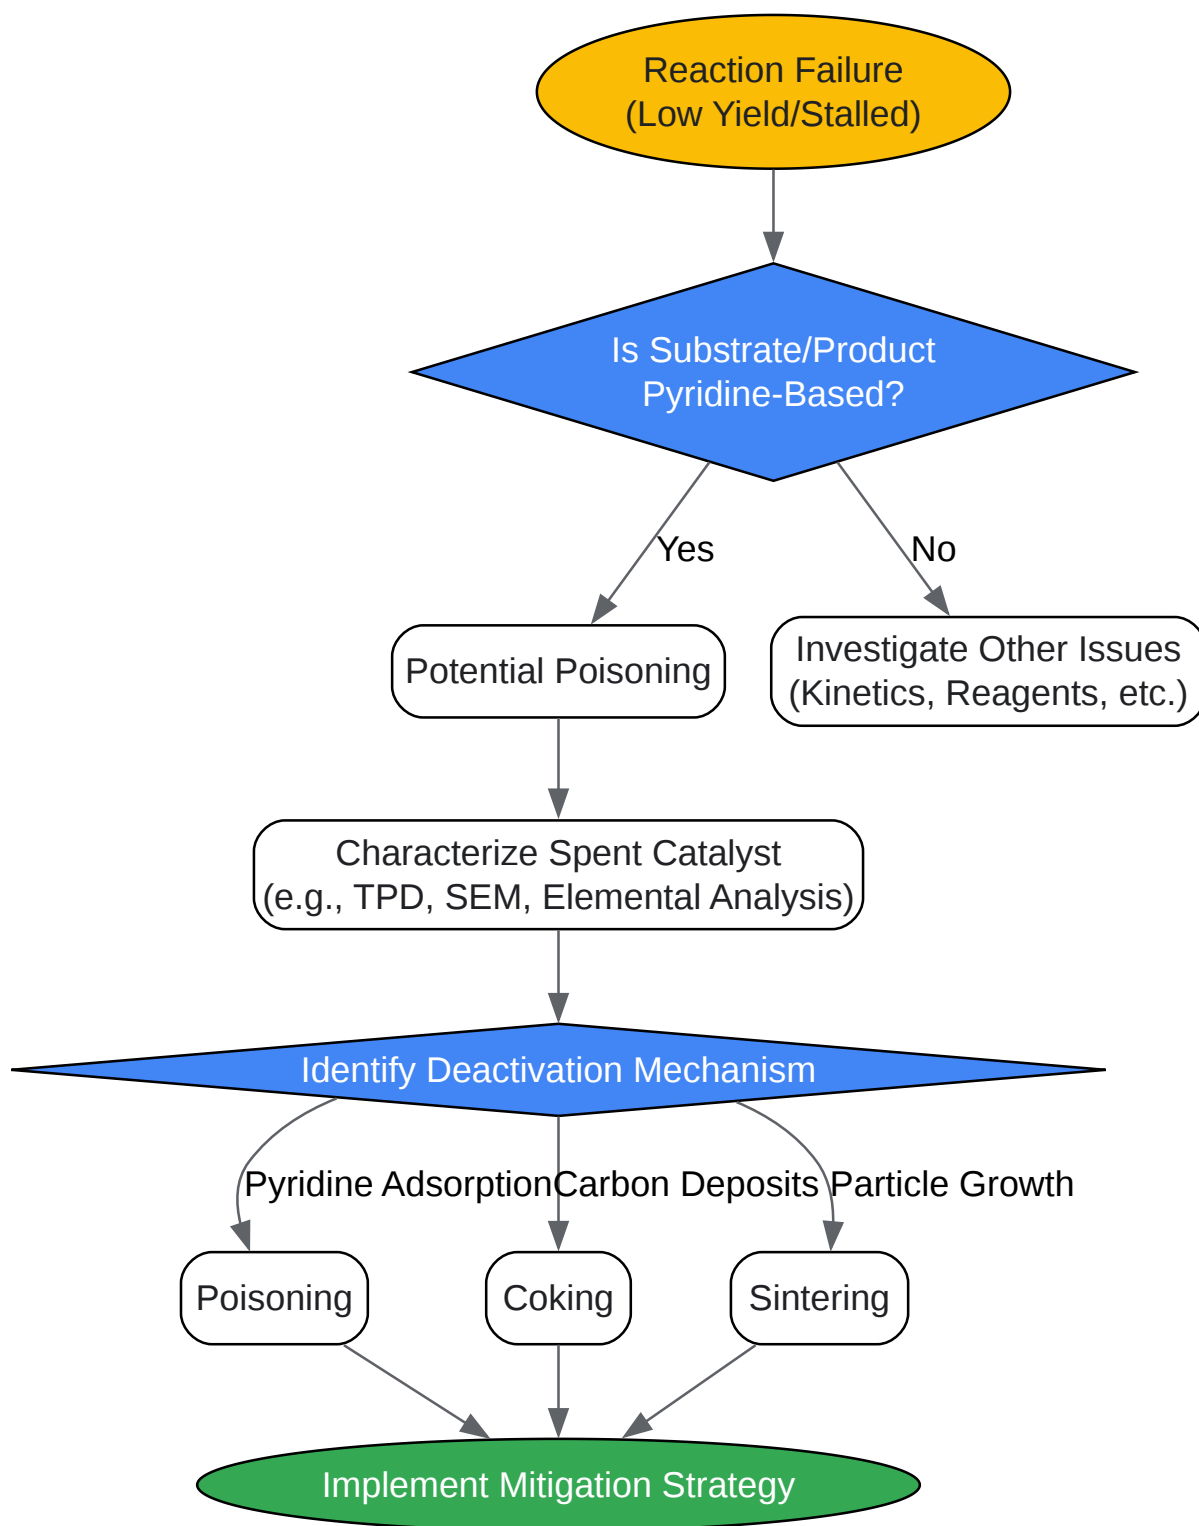 Reaction Failure
(Low Yield/Stalled)
Is Substrate/Product
Pyridine-Based?
Yes
No
Potential Poisoning
Investigate Other Issues
(Kinetics, Reagents, etc.)
Characterize Spent Catalyst
(e.g., TPD, SEM, Elemental Analysis)
Identify Deactivation Mechanism
Pyridine Adsorption
Carbon Deposits
Particle Growth
Poisoning
Coking
Sintering
Implement Mitigation Strategy